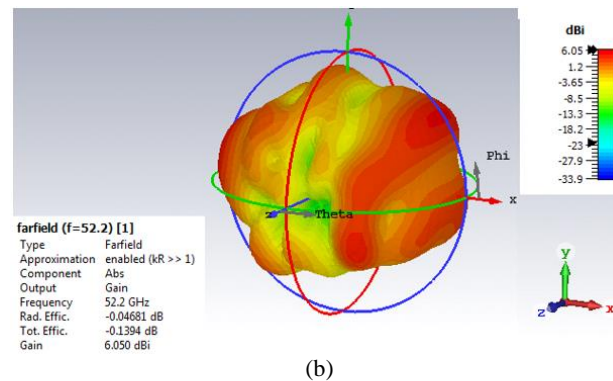 dBi
6.05
1.2
-3.65
-8.5
-13.3
-18.2
-23
-27.9
-33.9
Phi
x
z
Theta
farfield (f=52.2) [1]
Type Farfield
Approximation enabled (kR >> 1)
Component Abs
Output Gain
Frequency 52.2 GHz
Rad. Effic. -0.04681 dB
Tot. Effic. -0.1394 dB
Gain 6.050 dBi
y
z
x
(b)